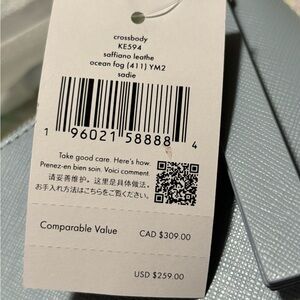 crossbody
KE594
saffiano leathe
ocean fog (411) YM2
sadie
1 96021 58888 4
Take good care. Here's how.
Prenez-en bien soin. Voici comment.
请妥善维护。这里是具体做法。
お手入れ方法はこちらをご覧ください。
Comparable Value CAD $309.00
USD $259.00